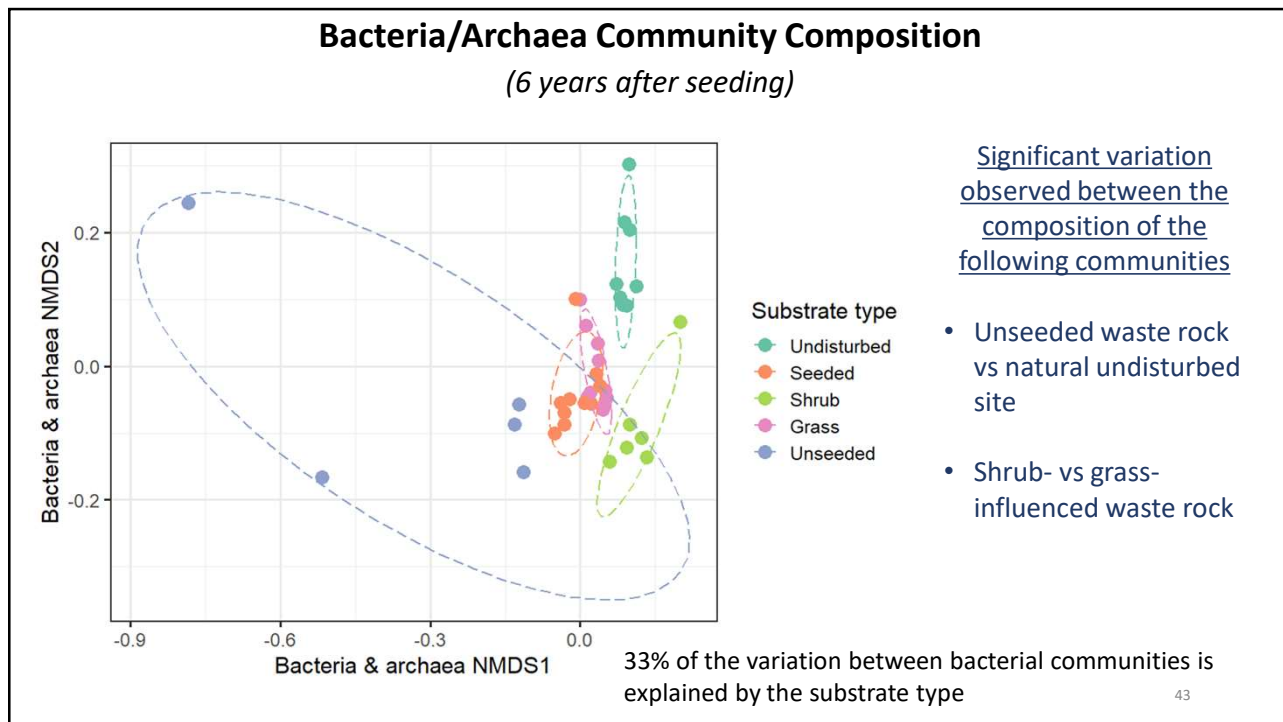 Bacteria/Archaea Community Composition
(6 years after seeding)
Bacteria & archaea NMDS2
0.2
0.0
-0.2
-0.9
-0.6
-0.3
0.0
Bacteria & archaea NMDS1
Substrate type
Undisturbed
Seeded
Shrub
Grass
Unseeded
Significant variation
observed between the
composition of the
following communities
• Unseeded waste rock
vs natural undisturbed
site
• Shrub- vs grass-
influenced waste rock
33% of the variation between bacterial communities is
explained by the substrate type
43